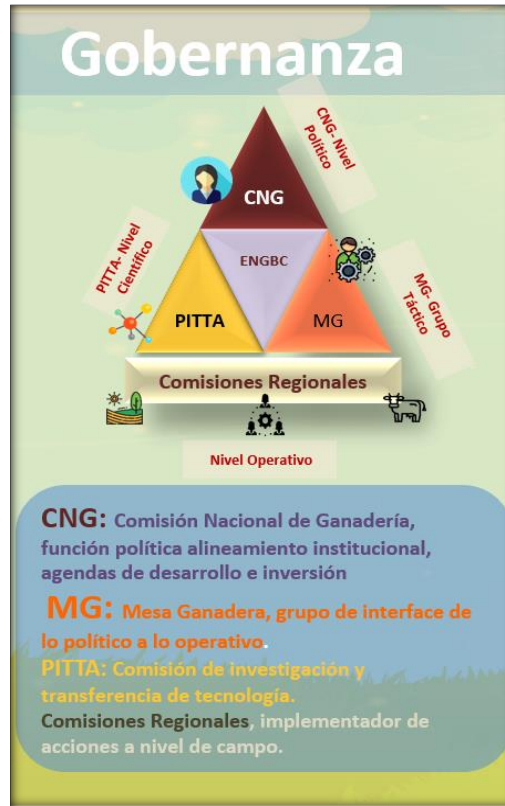 Gobernanza
CNG- Nivel
Político
CNG
PITTA- Nivel
Científico
ENGBC
PITTA
MG
MG- Grupo
Táctico
Comisiones Regionales
Nivel Operativo
CNG: Comisión Nacional de Ganadería,
función política alineamiento institucional,
agendas de desarrollo e inversión
MG: Mesa Ganadera, grupo de interface de
lo político a lo operativo.
PITTA: Comisión de investigación y
transferencia de tecnología.
Comisiones Regionales, implementador de
acciones a nivel de campo.